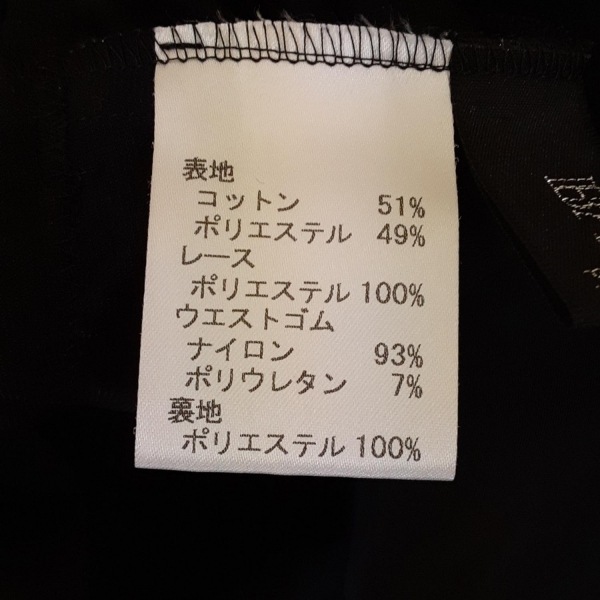 表地
コットン 51%
ポリエステル 49%
レース
ポリエステル 100%
ウエストゴム
ナイロン 93%
ポリウレタン 7%
裏地
ポリエステル 100%